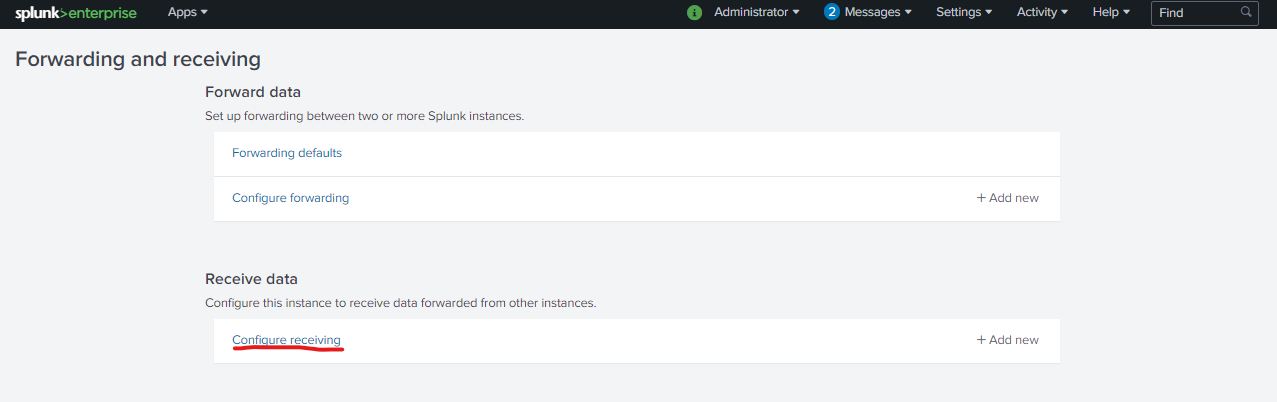 splunk>enterprise Apps i Administrator 2 Messages Settings Activity Help Find
Forwarding and receiving
Forward data
Set up forwarding between two or more Splunk instances.
Forwarding defaults
Configure forwarding + Add new
Receive data
Configure this instance to receive data forwarded from other instances.
Configure receiving + Add new